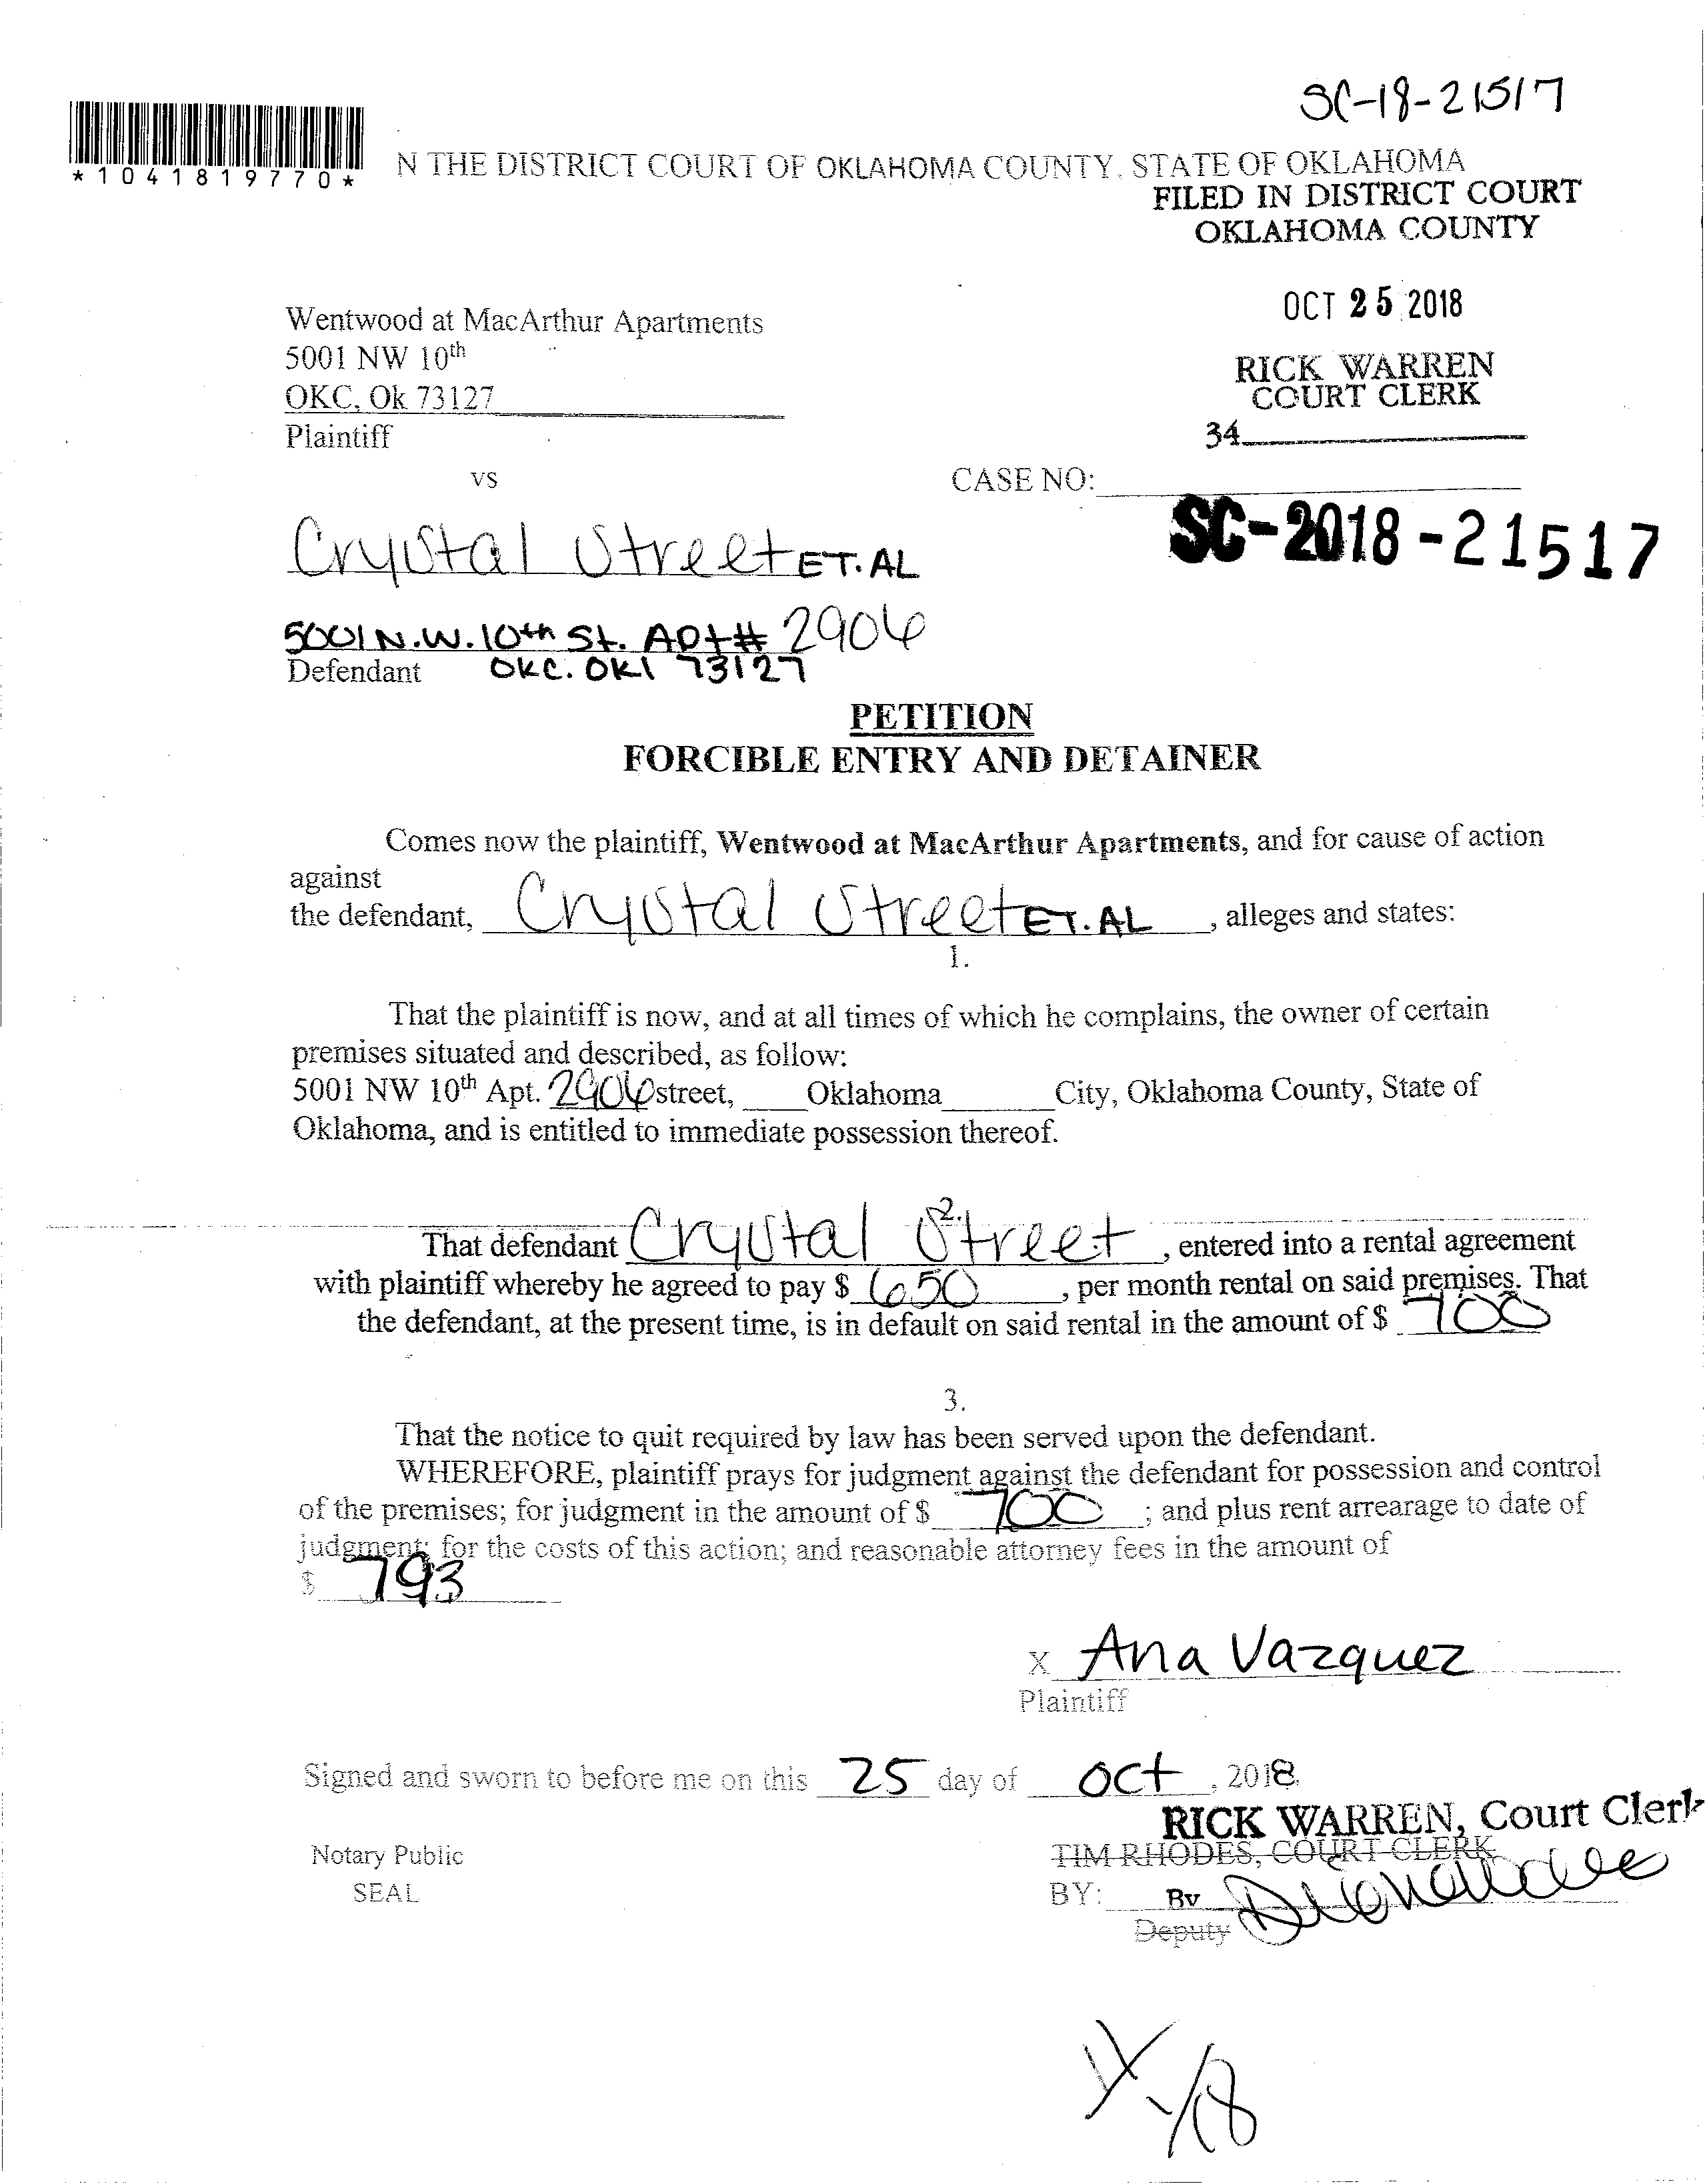 SC-18-21517
*1041819770*
N THE DISTRICT COURT OF OKLAHOMA COUNTY, STATE OF OKLAHOMA
FILED IN DISTRICT COURT
OKLAHOMA COUNTY
OCT 25 2018
RICK WARREN
COURT CLERK
34
Wentwood at MacArthur Apartments
5001 NW 10th
OKC, Ok 73127
Plaintiff
vs
CASE NO:
SC-2018-21517
Crystal Street ET. AL
5001 N.W. 10th St. Apt# 2906
Defendant OKC. OKl 73127
PETITION
FORCIBLE ENTRY AND DETAINER
Comes now the plaintiff, Wentwood at MacArthur Apartments, and for cause of action
against
the defendant, Crystal Street ET. AL, alleges and states:
1.
That the plaintiff is now, and at all times of which he complains, the owner of certain
premises situated and described, as follow:
5001 NW 10th Apt. 2906 street, Oklahoma City, Oklahoma County, State of
Oklahoma, and is entitled to immediate possession thereof.
2.
That defendant Crystal Street, entered into a rental agreement
with plaintiff whereby he agreed to pay $ 650, per month rental on said premises. That
the defendant, at the present time, is in default on said rental in the amount of $ 700
3.
That the notice to quit required by law has been served upon the defendant.
WHEREFORE, plaintiff prays for judgment against the defendant for possession and control
of the premises; for judgment in the amount of $ 700; and plus rent arrearage to date of
judgment; for the costs of this action; and reasonable attorney fees in the amount of
$ 793
x Ana Vazquez
Plaintiff
Signed and sworn to before me on this 25 day of Oct, 2018.
RICK WARREN, Court Clerk
Notary Public
TIM RHODES, COURT CLERK
SEAL
BY: By
Deputy